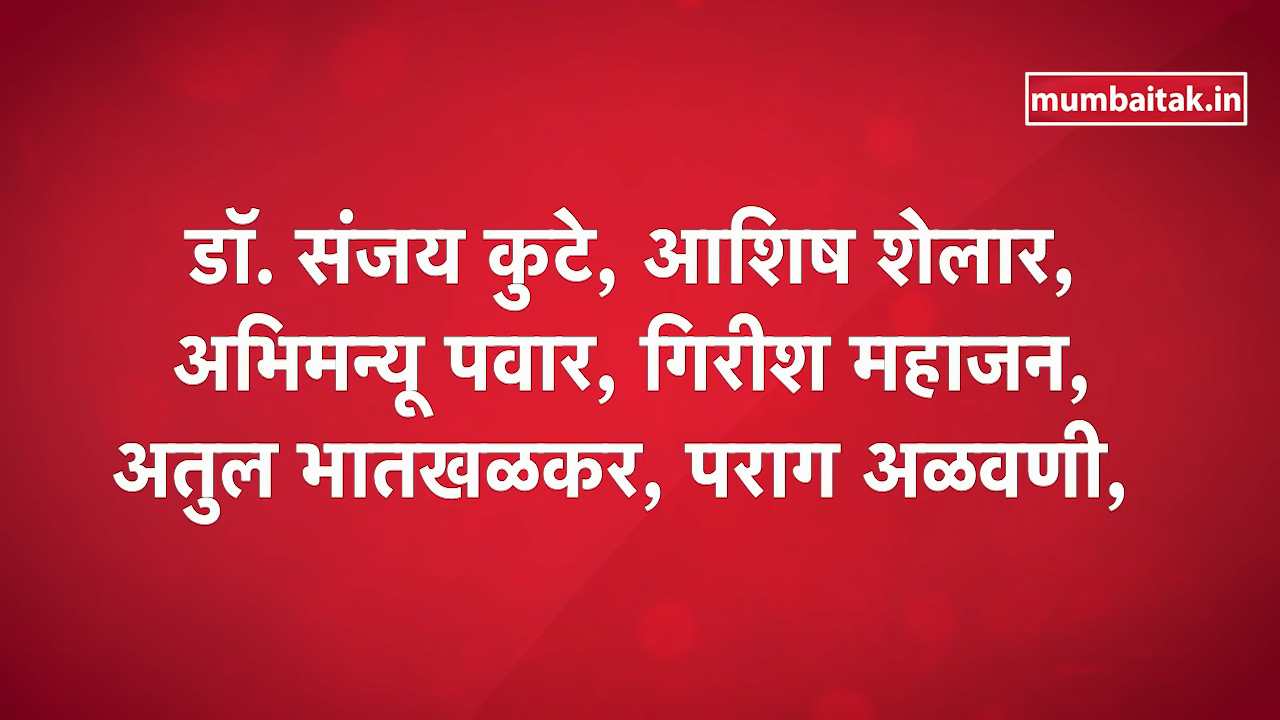 mumbaitak.in
डॉ. संजय कुटे, आशिष शेलार,
अभिमन्यू पवार, गिरीश महाजन,
अतुल भातखळकर, पराग अळवणी,